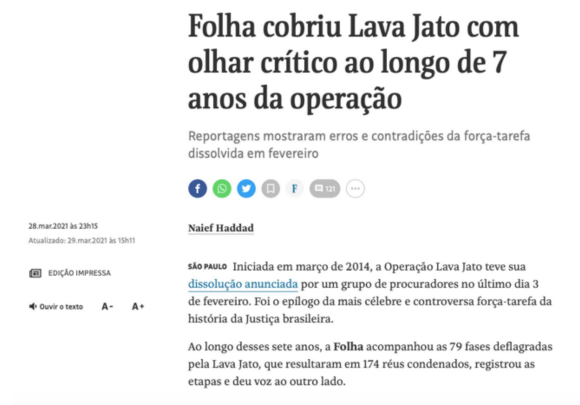 Folha cobriu Lava Jato com
olhar crítico ao longo de 7
anos da operação
Reportagens mostraram erros e contradições da força-tarefa
dissolvida em fevereiro
f
F
121
28.mar.2021 às 23h15
Atualizado: 29.mar.2021 às 15h11
EDIÇÃO IMPRESSA
Ouvir o texto A- A+
Naief Haddad
SÃO PAULO Iniciada em março de 2014, a Operação Lava Jato teve sua
dissolução anunciada por um grupo de procuradores no último dia 3
de fevereiro. Foi o epílogo da mais célebre e controversa força-tarefa da
história da Justiça brasileira.
Ao longo desses sete anos, a Folha acompanhou as 79 fases deflagradas
pela Lava Jato, que resultaram em 174 réus condenados, registrou as
etapas e deu voz ao outro lado.